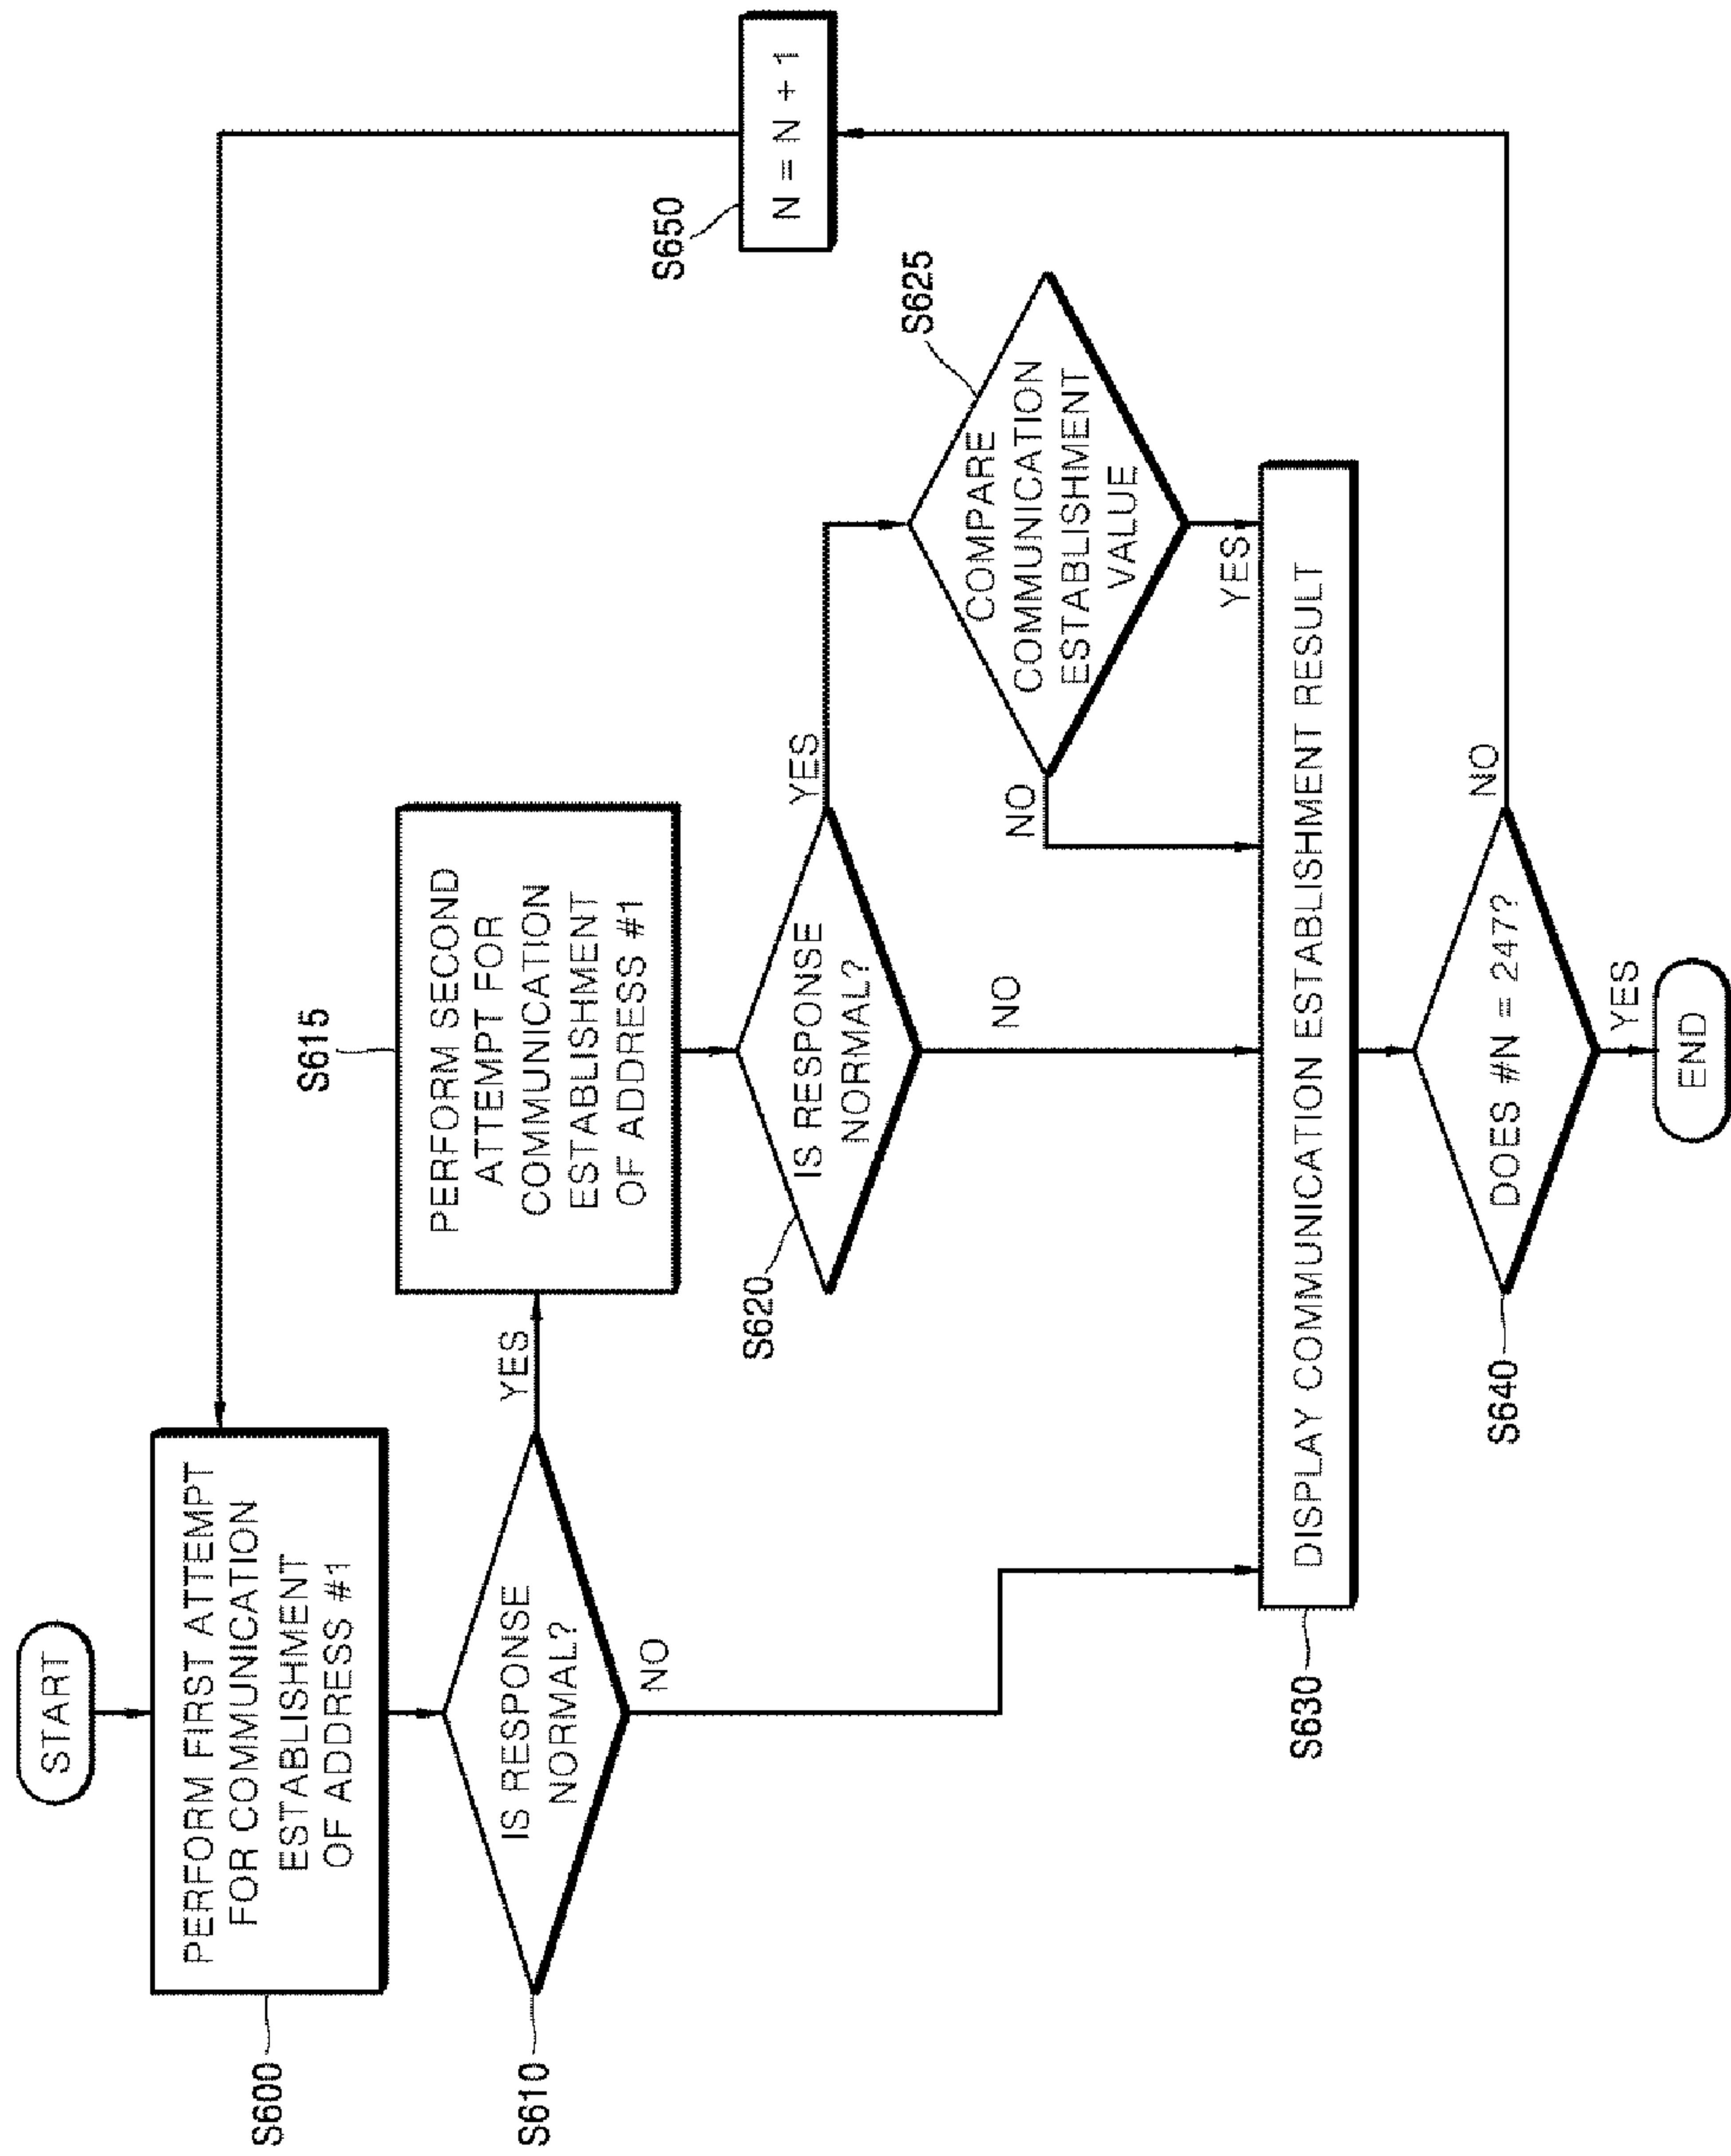 START
S600
PERFORM FIRST ATTEMPT
FOR COMMUNICATION
ESTABLISHMENT
OF ADDRESS #1
S610
IS RESPONSE
NORMAL?
YES
NO
S615
PERFORM SECOND
ATTEMPT FOR
COMMUNICATION
ESTABLISHMENT
OF ADDRESS #1
S620
IS RESPONSE
NORMAL?
YES
NO
S625
COMPARE
COMMUNICATION
ESTABLISHMENT
VALUE
NO
YES
S650
N = N + 1
S630
DISPLAY COMMUNICATION ESTABLISHMENT RESULT
S640
DOES #N = 247?
NO
YES
END